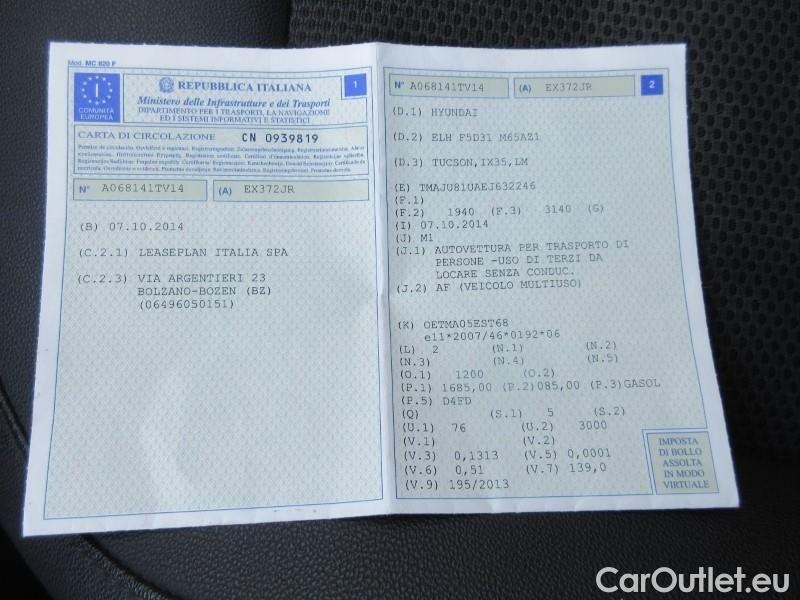 Mod. MC 820 F
I
COMUNITÀ
EUROPEA
REPUBBLICA ITALIANA
1
Ministero delle Infrastrutture e dei Trasporti
DIPARTIMENTO PER I TRASPORTI, LA NAVIGAZIONE
ED I SISTEMI INFORMATIVI E STATISTICI
CARTA DI CIRCOLAZIONE CN 0939819
N° A068141TV14 (A) EX372JR
(B) 07.10.2014
(C.2.1) LEASEPLAN ITALIA SPA
(C.2.3) VIA ARGENTIERI 23
BOLZANO-BOZEN (BZ)
(06496050151)
N° A068141TV14 (A) EX372JR 2
(D.1) HYUNDAI
(D.2) ELH F5D31 M65AZ1
(D.3) TUCSON,IX35,LM
(E) TMAJU81UAEJ632246
(F.1)
(F.2) 1940 (F.3) 3140 (G)
(I) 07.10.2014
(J) M1
(J.1) AUTOVETTURA PER TRASPORTO DI
PERSONE -USO DI TERZI DA
LOCARE SENZA CONDUC.
(J.2) AF (VEICOLO MULTIUSO)
(K) OETMA05EST68
e11*2007/46*0192*06
(L) 2 (N.1) (N.2)
(N.3) (N.4) (N.5)
(O.1) 1200 (O.2)
(P.1) 1685,00 (P.2)085,00 (P.3)GASOL
(P.5) D4FD
(Q) (S.1) 5 (S.2)
(U.1) 76 (U.2) 3000
(V.1) (V.2)
(V.3) 0,1313 (V.5) 0,0001
(V.6) 0,51 (V.7) 139,0
(V.9) 195/2013
IMPOSTA
DI BOLLO
ASSOLTA
IN MODO
VIRTUALE
CarOutlet.eu